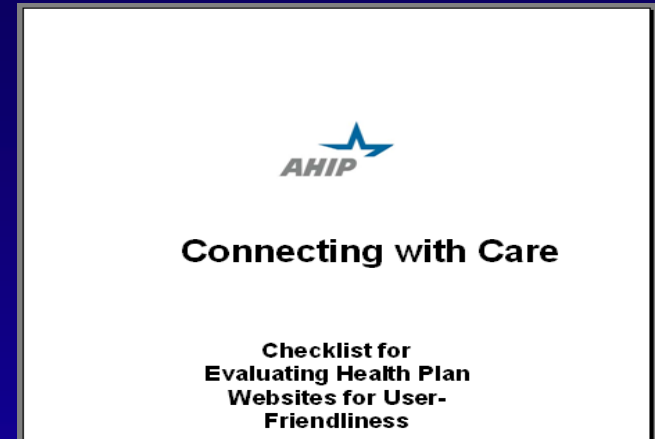 AHIP
Connecting with Care
Checklist for
Evaluating Health Plan
Websites for User-
Friendliness